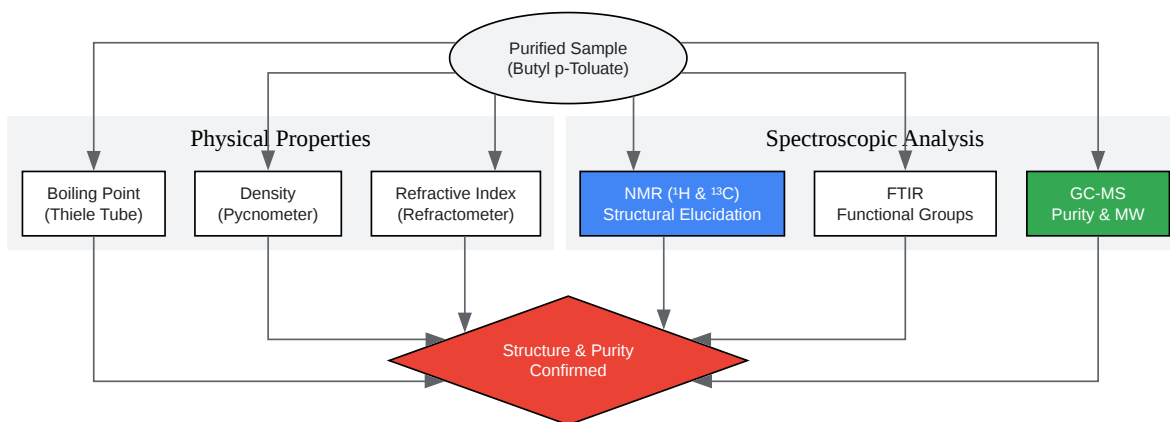 Purified Sample
(Butyl p-Toluate)
Physical Properties
Spectroscopic Analysis
Boiling Point
(Thiele Tube)
Density
(Pycnometer)
Refractive Index
(Refractometer)
NMR (¹H & ¹³C)
Structural Elucidation
FTIR
Functional Groups
GC-MS
Purity & MW
Structure & Purity
Confirmed